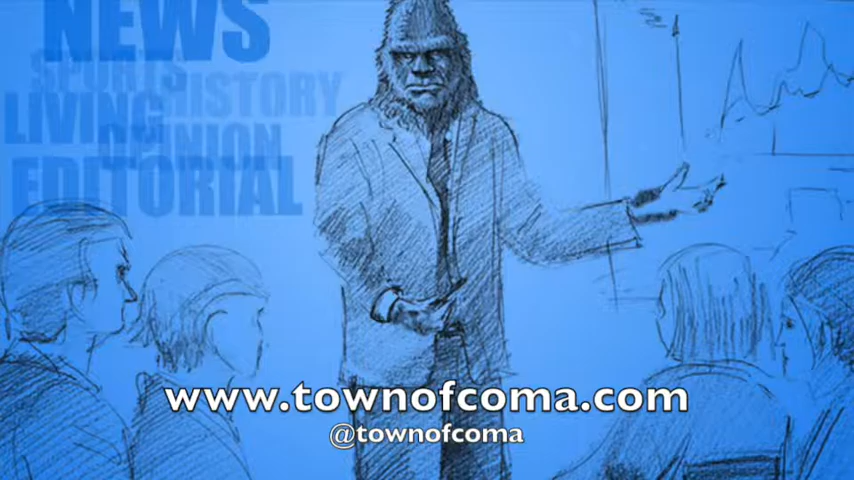 NEWS
SPORTS
HISTORY
LIVING
OPINION
EDITORIAL
www.townofcoma.com
@townofcoma